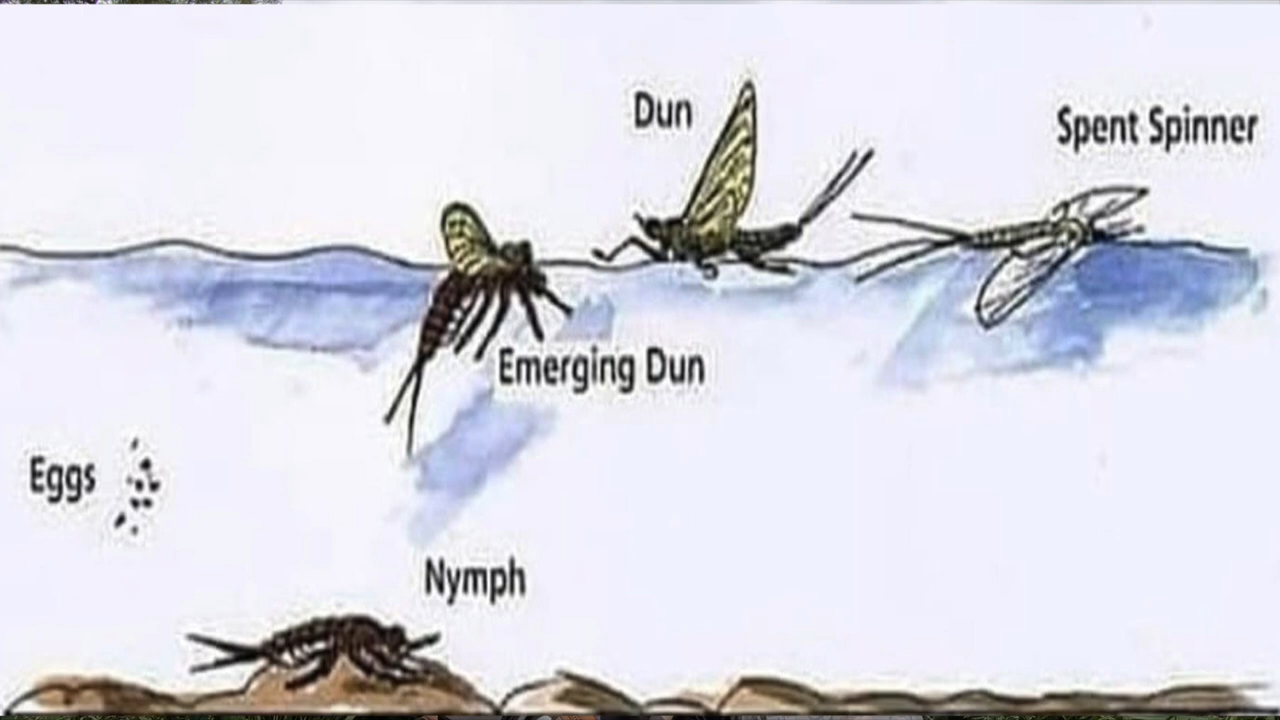 Dun
Spent Spinner
Emerging Dun
Eggs
Nymph